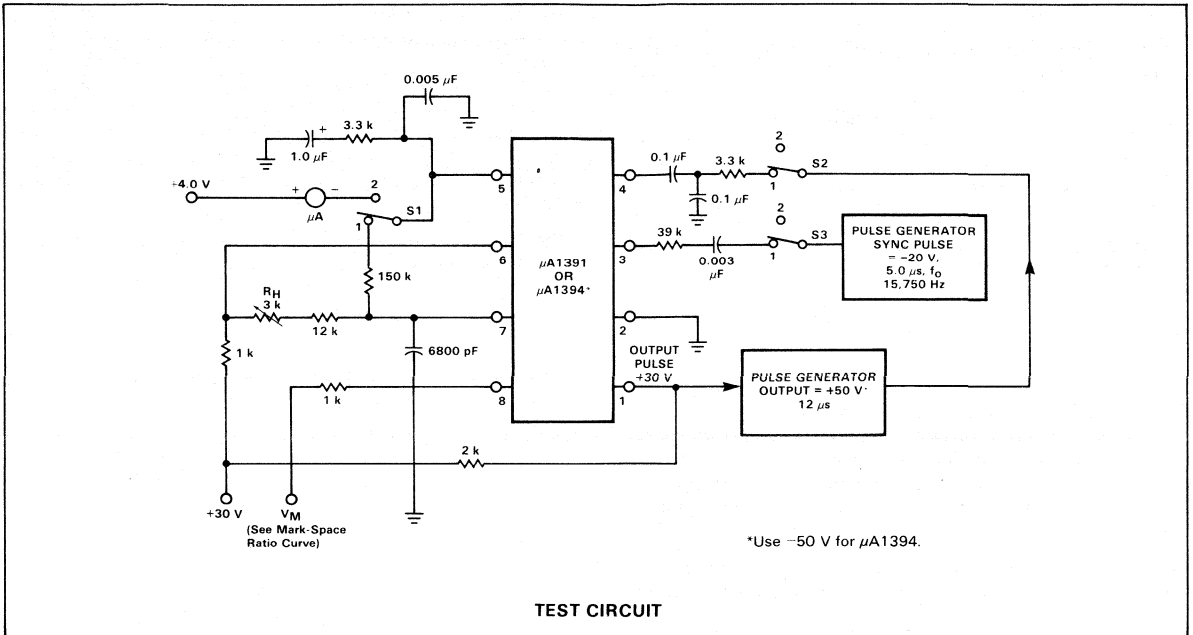 0.005 μF
3.3 k
+
1.0 μF
+4.0 V
+
−
μA
2
1
S1
150 k
R_H
3 k
12 k
1 k
6800 pF
1 k
2 k
+30 V
V_M
(See Mark-Space
Ratio Curve)
5
6
7
8
μA1391
OR
μA1394*
4
3
2
1
0.1 μF
3.3 k
0.1 μF
2
1
S2
39 k
0.003
μF
2
1
S3
PULSE GENERATOR
SYNC PULSE
= −20 V,
5.0 μs, f_o
15,750 Hz
OUTPUT
PULSE
+30 V
PULSE GENERATOR
OUTPUT = +50 V*
12 μs
*Use −50 V for μA1394.
TEST CIRCUIT